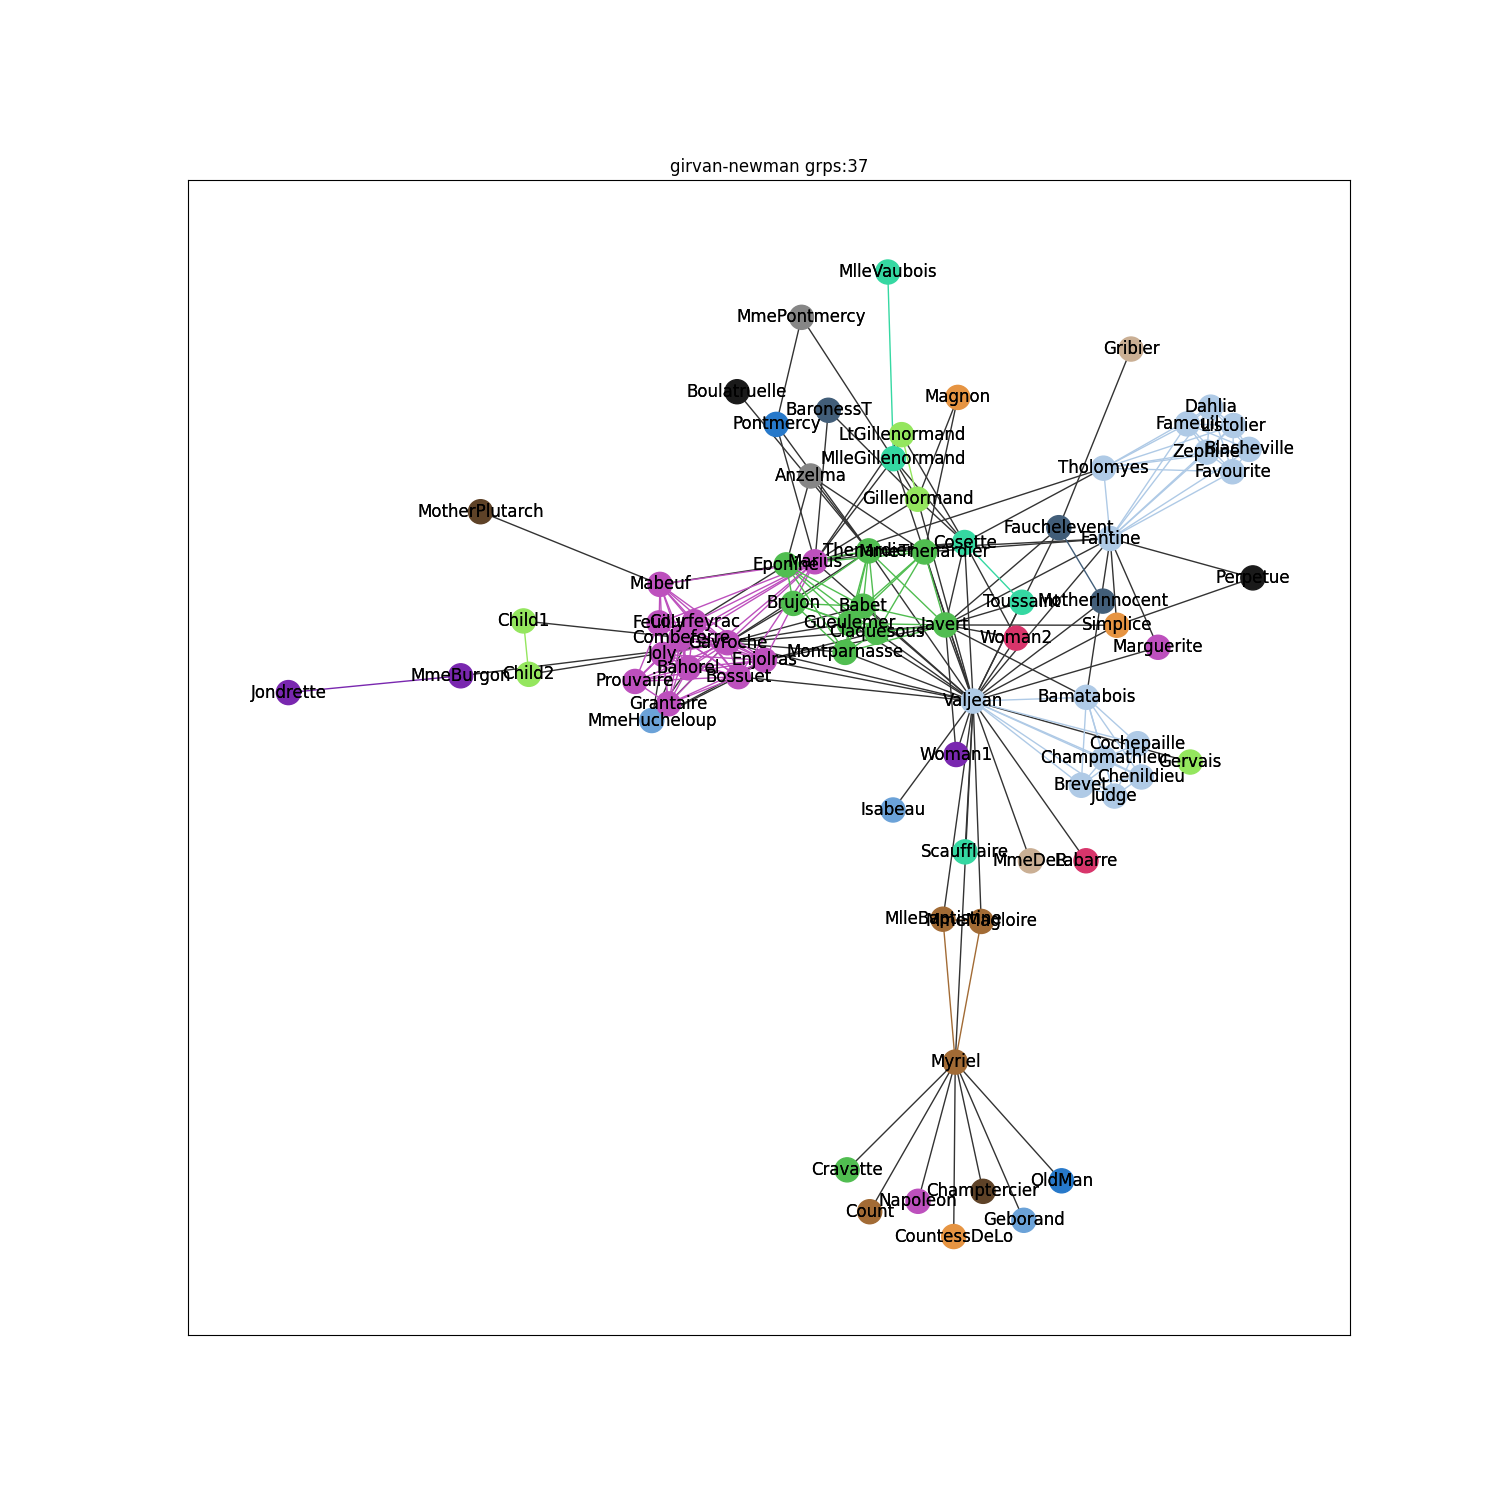 girvan-newman grps:37
MlleVaubois
MmePontmercy
Gribier
Boulatruelle
Magnon
BaronessT
Dahlia
Pontmercy
Fameuil
Listolier
LtGillenormand
Zephine
Blacheville
MlleGillenormand
Tholomyes
Favourite
Anzelma
Gillenormand
MotherPlutarch
Fauchelevent
Fantine
Cosette
Thenardier
MmeThenardier
Eponine
Marius
Perpetue
Mabeuf
Toussaint
MotherInnocent
Brujon
Babet
Child1
Feuilly
Courfeyrac
Gueulemer
Claquesous
Javert
Simplice
Combeferre
Gavroche
Woman2
Marguerite
Joly
Enjolras
Montparnasse
Bahorel
MmeBurgon
Child2
Prouvaire
Bossuet
Jondrette
Grantaire
Valjean
Bamatabois
MmeHucheloup
Cochepaille
Woman1
Champmathieu
Gervais
Chenildieu
Brevet
Judge
Isabeau
Scaufflaire
MmeDeR
Labarre
MlleBaptistine
MmeMagloire
Myriel
Cravatte
OldMan
Champtercier
Napoleon
Count
Geborand
CountessDeLo